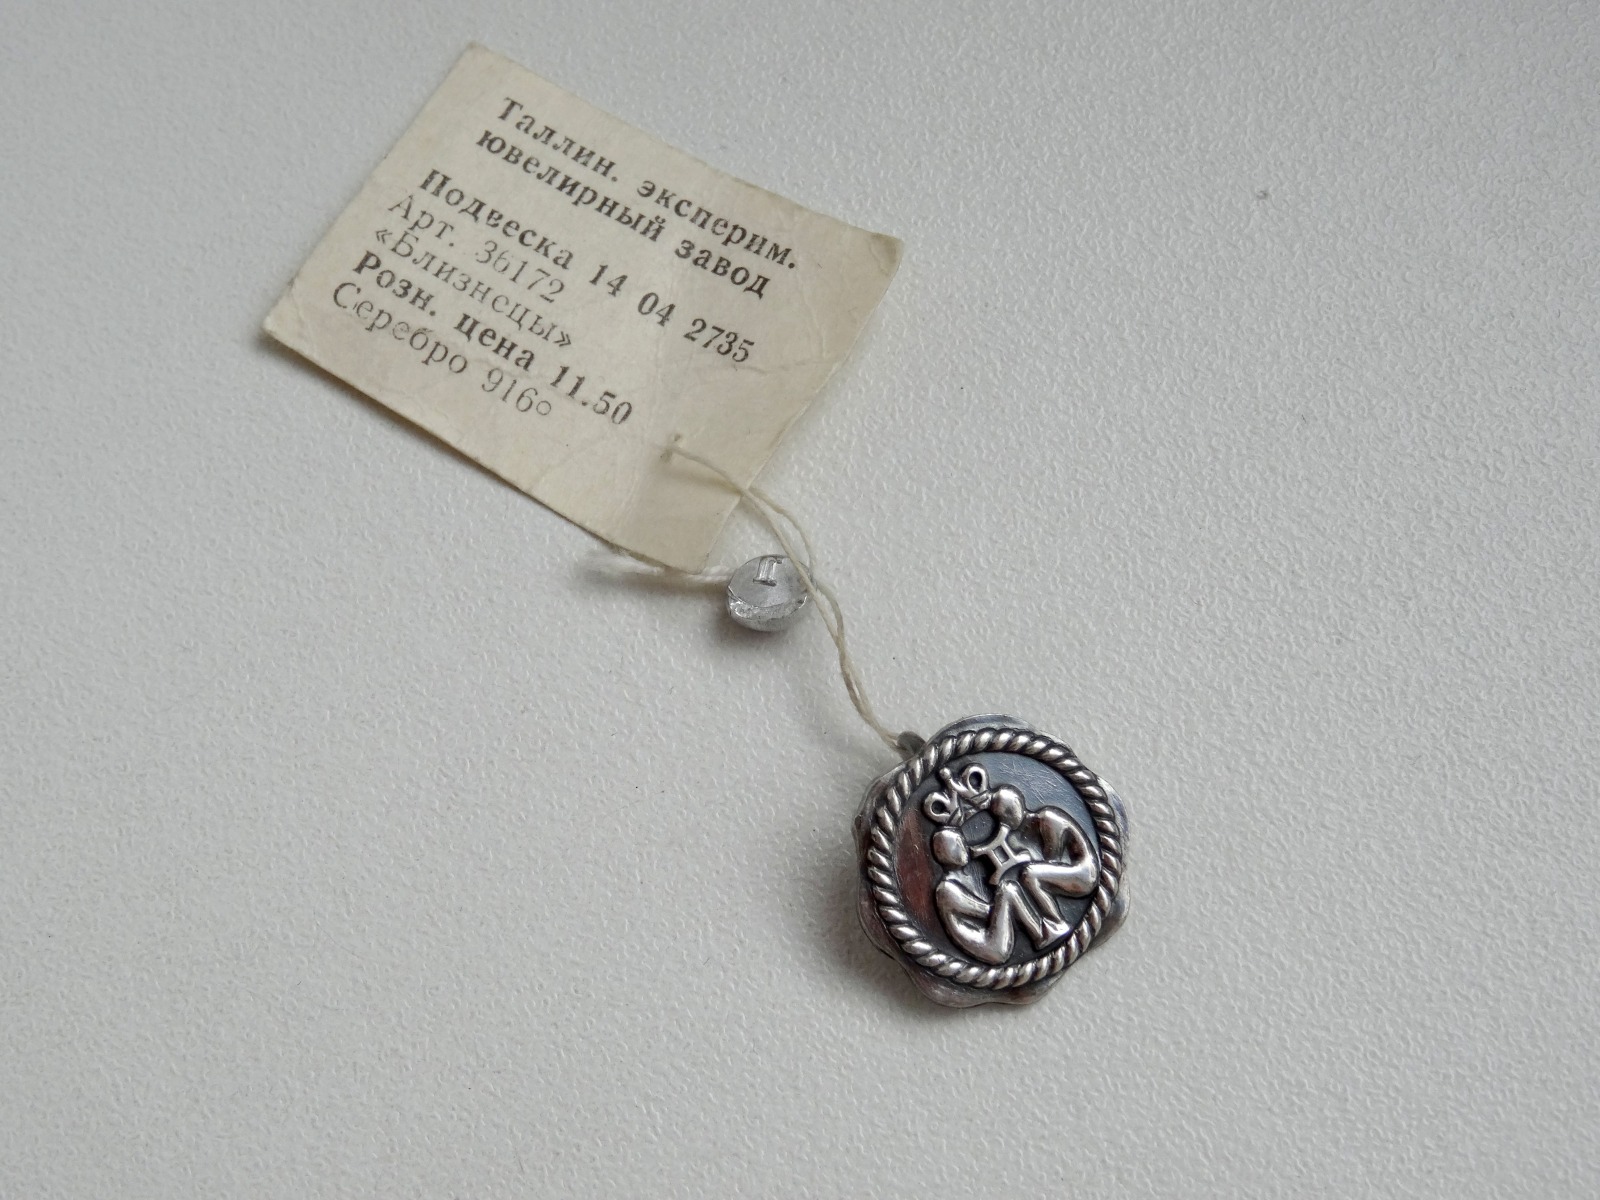 Таллин. эксперим.
ювелирный завод
Подвеска 14 04 2735
Арт. 36172
«Близнецы»
Розн. цена 11.50
Серебро 916○